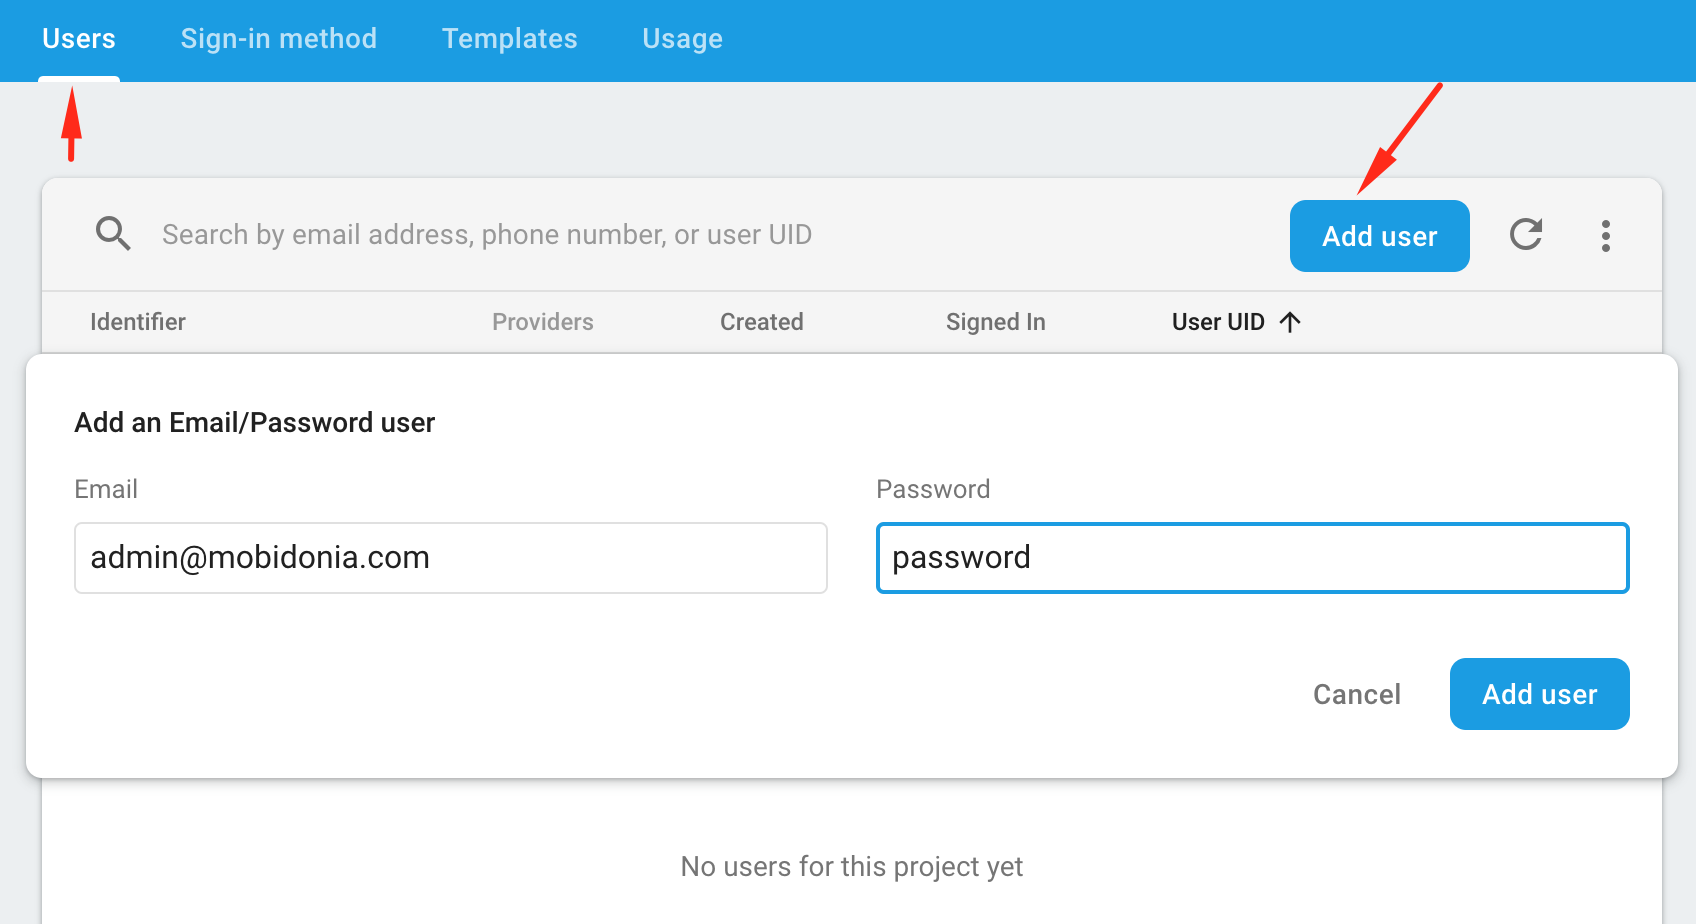 Users Sign-in method Templates Usage
Search by email address, phone number, or user UID Add user
Identifier Providers Created Signed In User UID
Add an Email/Password user
Email Password
admin@mobidonia.com password
Cancel Add user
No users for this project yet